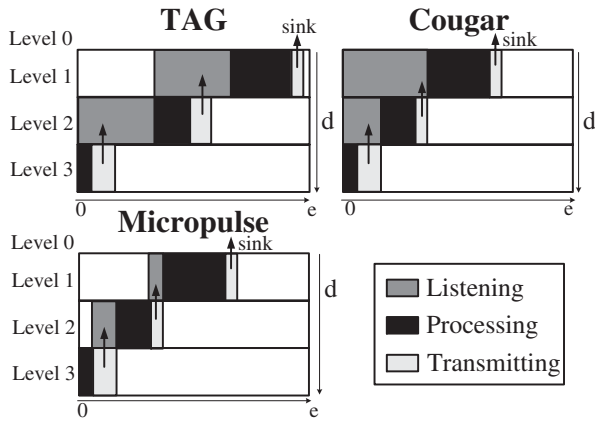 TAG
sink
Level 0
Level 1
Level 2
Level 3
d
0
e
Cougar
sink
d
0
e
Micropulse
Level 0
sink
Level 1
Level 2
Level 3
d
0
e
Listening
Processing
Transmitting